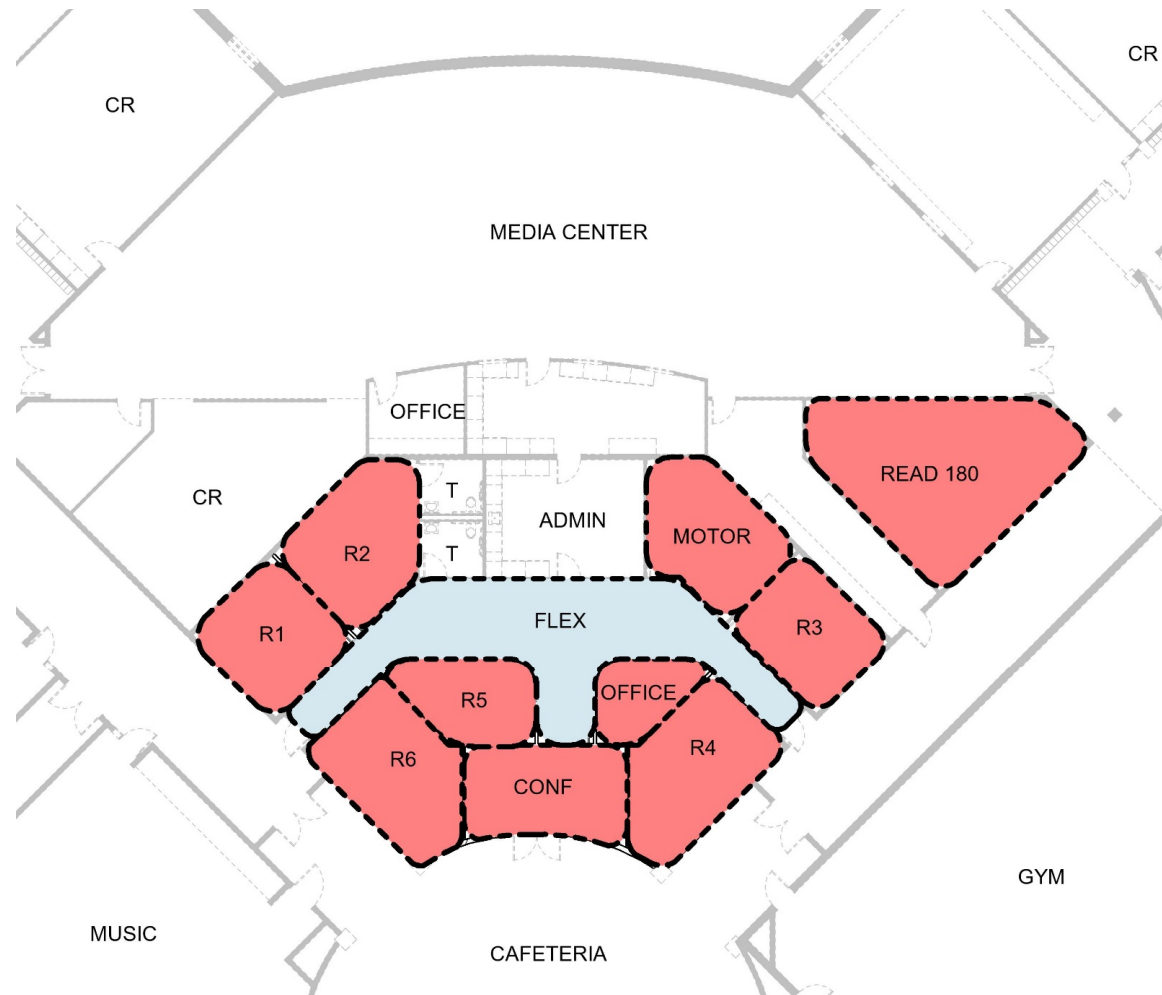 CR
CR
MEDIA CENTER
OFFICE
READ 180
T
CR
ADMIN
MOTOR
R2
T
FLEX
R1
R3
R5
OFFICE
R6
R4
CONF
GYM
MUSIC
CAFETERIA